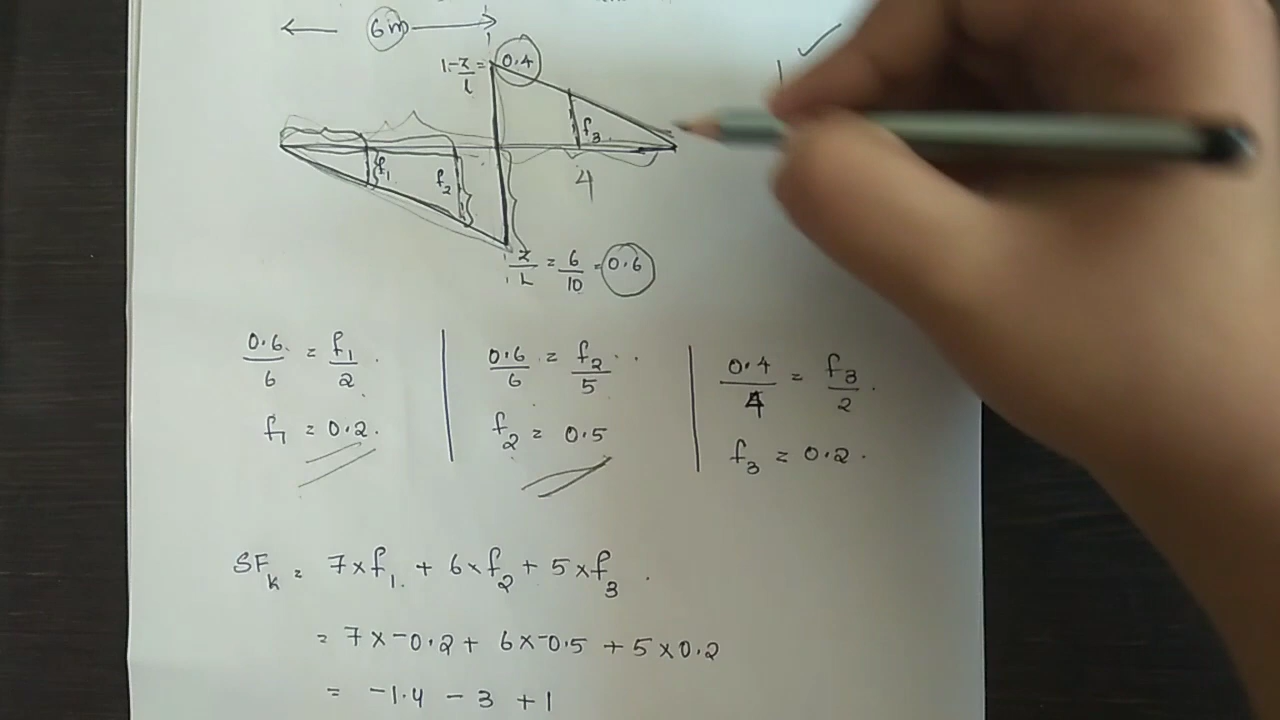 6m
1-z/l = 0.4
f1 f2 f3
4
z/L = 6/10 = 0.6
0.6/6 = f1/2 .
f1 = 0.2.
0.6/6 = f2/5 . .
f2 = 0.5
0.4/4 = f3/2 .
f3 = 0.2 .
SFk = 7×f1 + 6×f2 + 5×f3 .
= 7×-0.2 + 6×-0.5 + 5×0.2
= -1.4 - 3 + 1